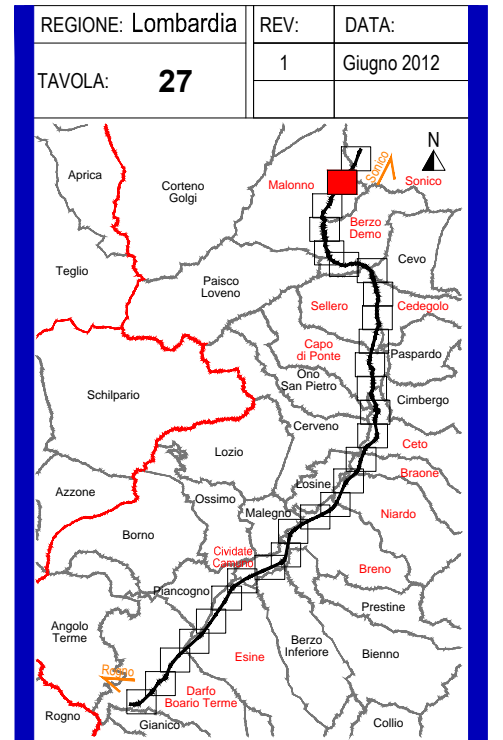 REGIONE: Lombardia
REV:
DATA:
TAVOLA: 27
1
Giugno 2012
N
Sonico
Aprica
Corteno
Golgi
Malonno
Sonico
Berzo
Demo
Cevo
Teglio
Paisco
Loveno
Sellero
Cedegolo
Capo
di Ponte
Paspardo
Ono
San Pietro
Schilpario
Cimbergo
Cerveno
Ceto
Lozio
Braone
Losine
Azzone
Ossimo
Malegno
Niardo
Borno
Cividate
Camuno
Breno
Piancogno
Prestine
Angolo
Terme
Berzo
Inferiore
Bienno
Esine
Rogno
Darfo
Boario Terme
Rogno
Gianico
Collio